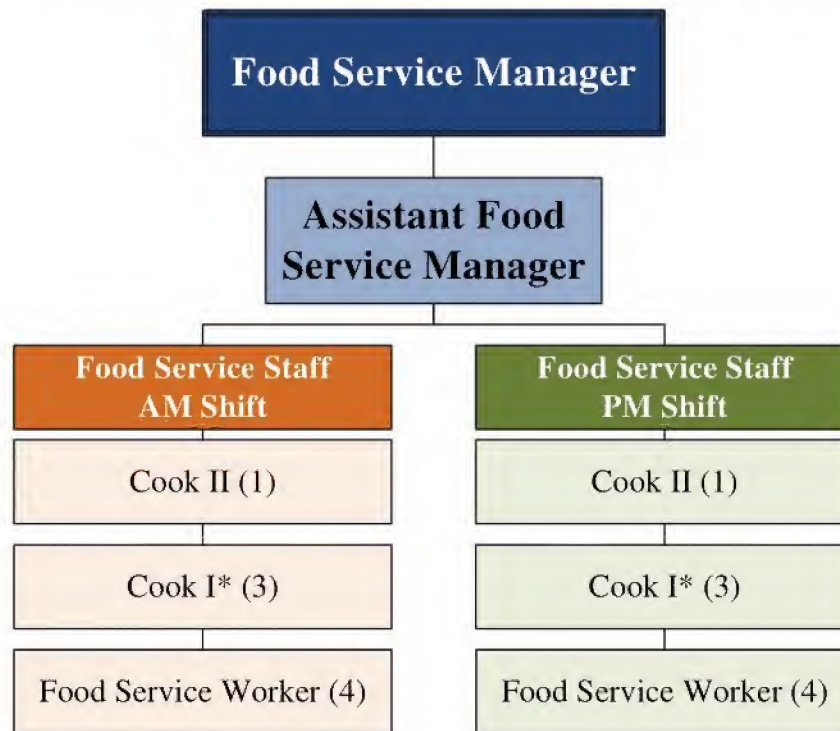 Food Service Manager
Assistant Food
Service Manager
Food Service Staff
AM Shift
Cook II (1)
Cook I* (3)
Food Service Worker (4)
Food Service Staff
PM Shift
Cook II (1)
Cook I* (3)
Food Service Worker (4)